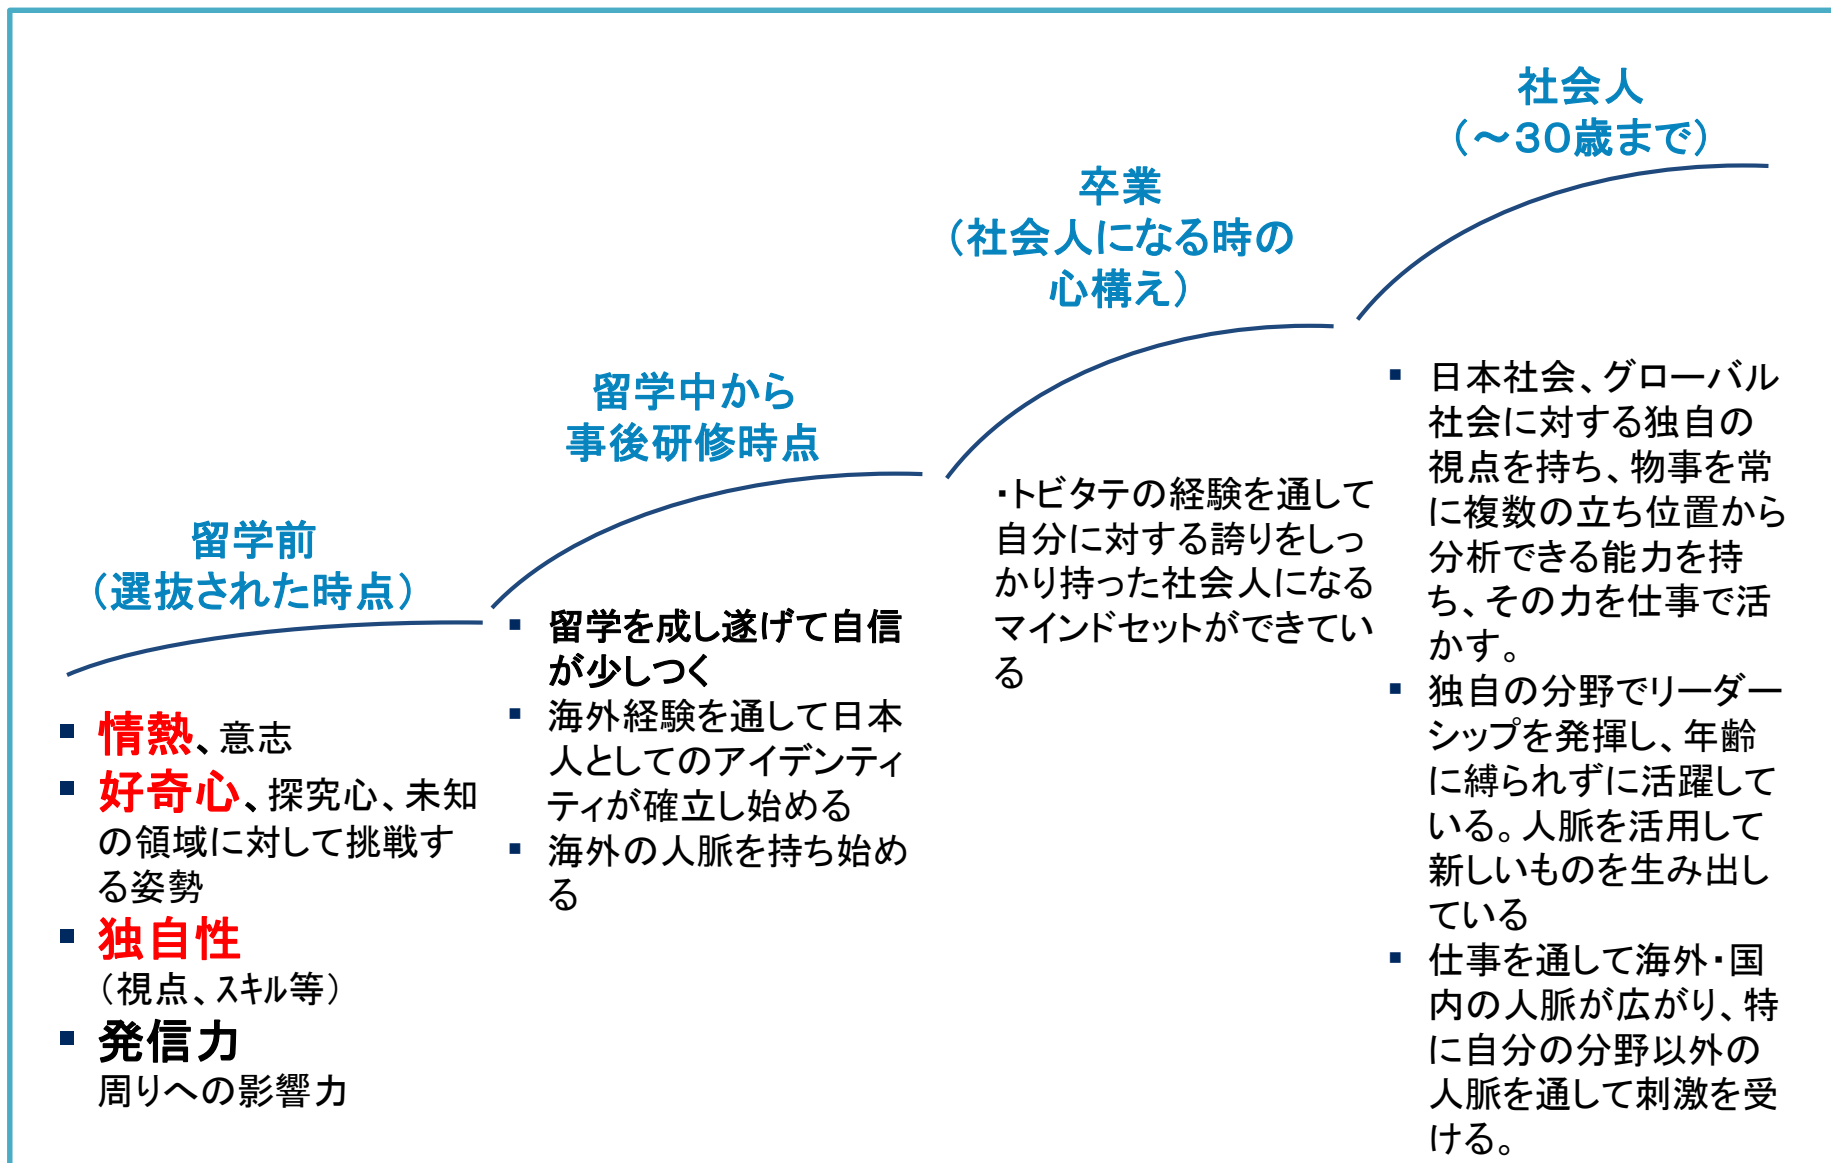 留学前
（選抜された時点）
▪ 情熱、意志
▪ 好奇心、探究心、未知
の領域に対して挑戦す
る姿勢
▪ 独自性
（視点、スキル等）
▪ 発信力
周りへの影響力
留学中から
事後研修時点
▪ 留学を成し遂げて自信
が少しつく
▪ 海外経験を通して日本
人としてのアイデンティ
ティが確立し始める
▪ 海外の人脈を持ち始め
る
卒業
（社会人になる時の
心構え）
・トビタテの経験を通して
自分に対する誇りをしっ
かり持った社会人になる
マインドセットができてい
る
社会人
（～３０歳まで）
▪ 日本社会、グローバル
社会に対する独自の
視点を持ち、物事を常
に複数の立ち位置から
分析できる能力を持
ち、その力を仕事で活
かす。
▪ 独自の分野でリーダー
シップを発揮し、年齢
に縛られずに活躍して
いる。人脈を活用して
新しいものを生み出し
ている
▪ 仕事を通して海外・国
内の人脈が広がり、特
に自分の分野以外の
人脈を通して刺激を受
ける。